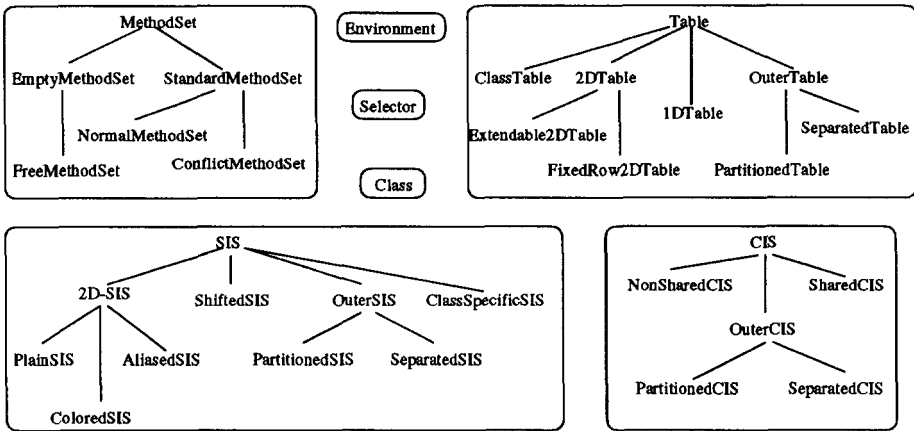 MethodSet
EmptyMethodSet StandardMethodSet
NormalMethodSet
FreeMethodSet ConflictMethodSet
Environment
Selector
Class
Table
ClassTable 2DTable OuterTable
1DTable
Extendable2DTable SeparatedTable
FixedRow2DTable PartitionedTable
SIS
2D-SIS ShiftedSIS OuterSIS ClassSpecificSIS
PlainSIS AliasedSIS PartitionedSIS SeparatedSIS
ColoredSIS
CIS
NonSharedCIS SharedCIS
OuterCIS
PartitionedCIS SeparatedCIS